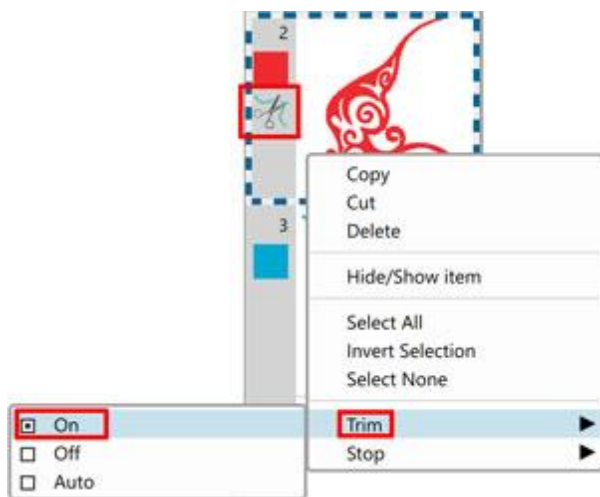 2
3
Copy
Cut
Delete
Hide/Show item
Select All
Invert Selection
Select None
Trim
Stop
On
Off
Auto